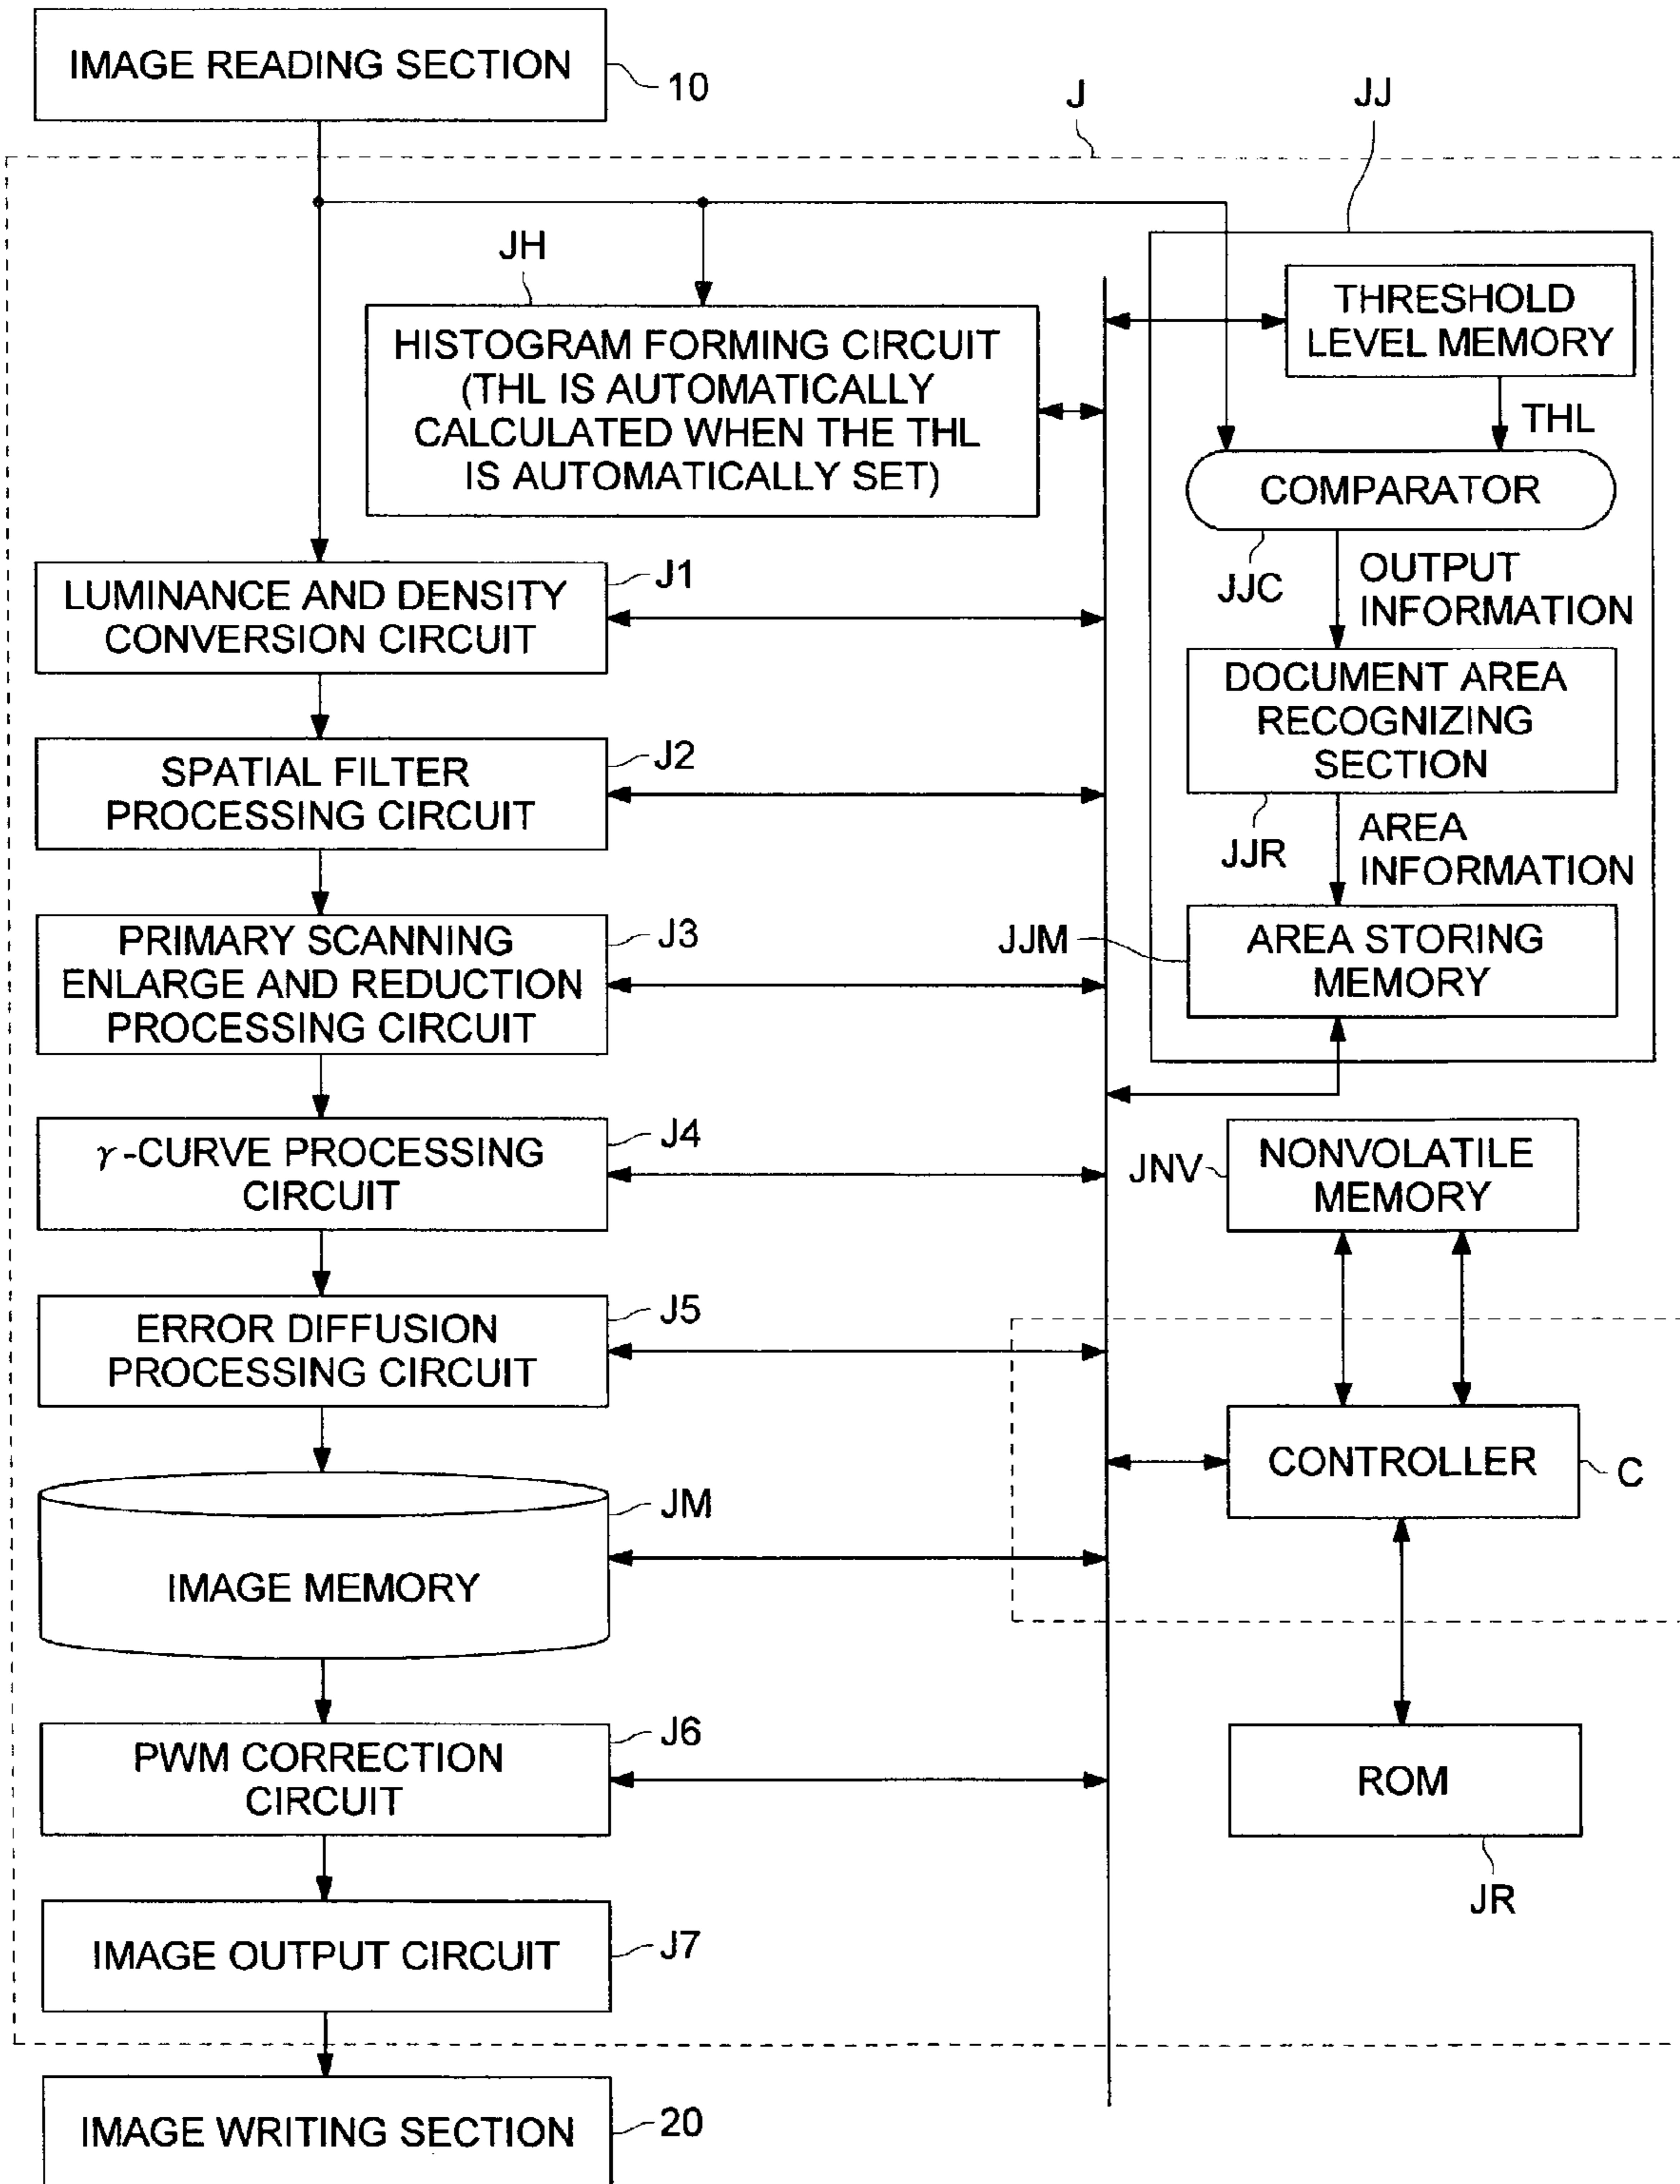 IMAGE READING SECTION
10
J
JJ
JH
HISTOGRAM FORMING CIRCUIT
(THL IS AUTOMATICALLY
CALCULATED WHEN THE THL
IS AUTOMATICALLY SET)
THRESHOLD
LEVEL MEMORY
THL
COMPARATOR
JJC
OUTPUT
INFORMATION
LUMINANCE AND DENSITY
CONVERSION CIRCUIT
J1
DOCUMENT AREA
RECOGNIZING
SECTION
JJR
AREA
INFORMATION
SPATIAL FILTER
PROCESSING CIRCUIT
J2
PRIMARY SCANNING
ENLARGE AND REDUCTION
PROCESSING CIRCUIT
J3
JJM
AREA STORING
MEMORY
γ-CURVE PROCESSING
CIRCUIT
J4
JNV
NONVOLATILE
MEMORY
ERROR DIFFUSION
PROCESSING CIRCUIT
J5
CONTROLLER
C
IMAGE MEMORY
JM
PWM CORRECTION
CIRCUIT
J6
ROM
JR
IMAGE OUTPUT CIRCUIT
J7
IMAGE WRITING SECTION
20